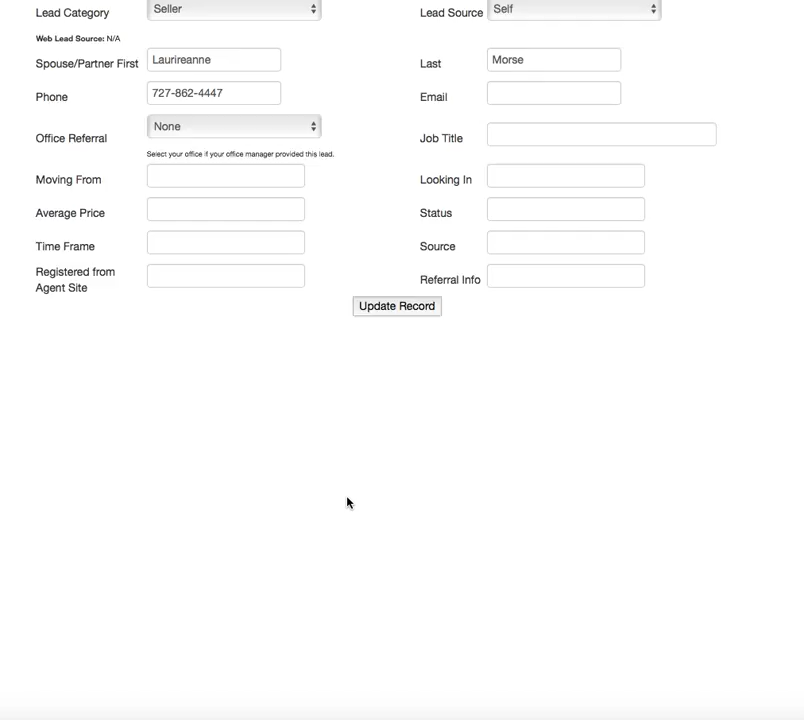 Lead Category Seller Lead Source Self
Web Lead Source: N/A
Spouse/Partner First Laurireanne Last Morse
Phone 727-862-4447 Email
Office Referral None Job Title
Select your office if your office manager provided this lead.
Moving From Looking In
Average Price Status
Time Frame Source
Registered from
Agent Site Referral Info
Update Record